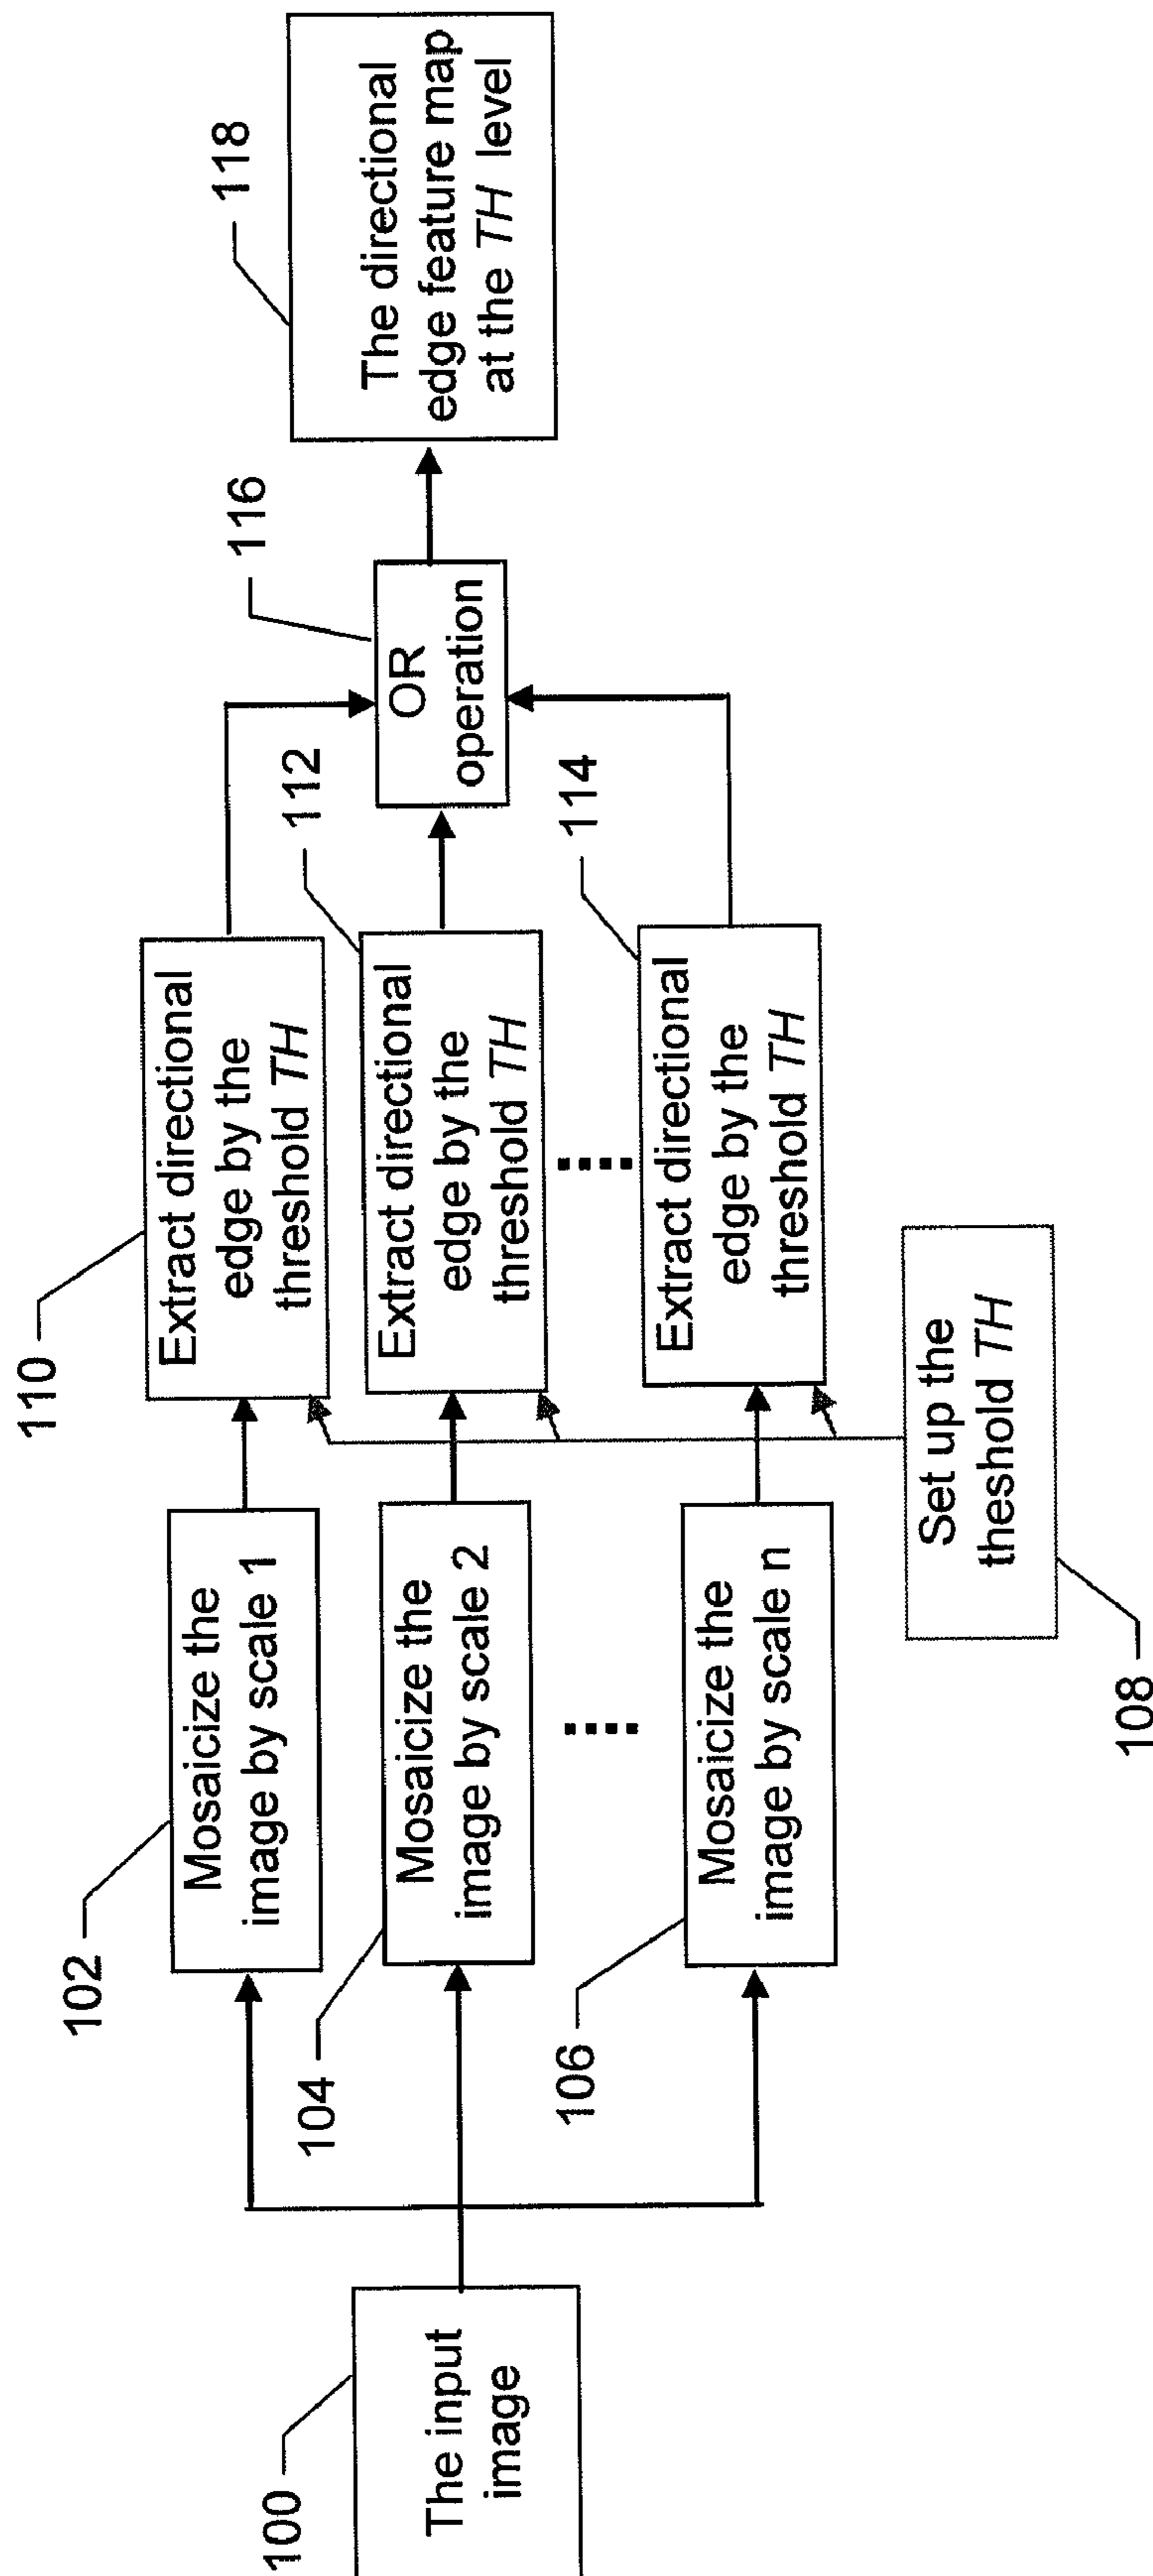 100
The input
image
102
Mosaicize the
image by scale 1
104
Mosaicize the
image by scale 2
106
Mosaicize the
image by scale n
108
Set up the
theshold TH
110
Extract directional
edge by the
threshold TH
112
Extract directional
edge by the
threshold TH
114
Extract directional
edge by the
threshold TH
116
OR
operation
118
The directional
edge feature map
at the TH level